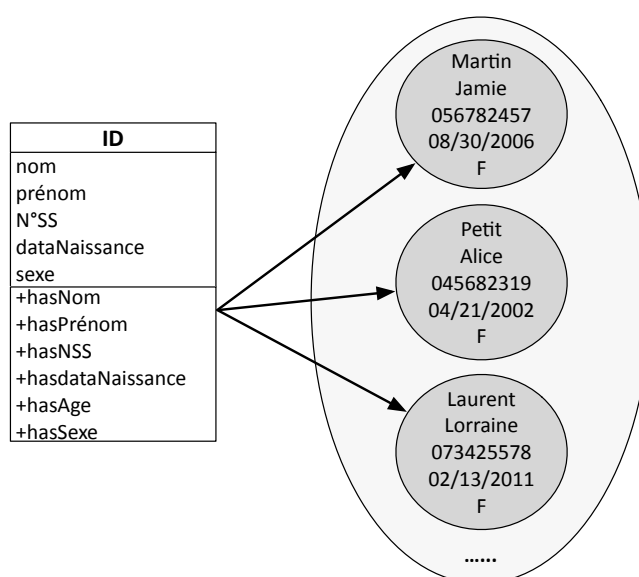 ID
nom
prénom
N°SS
dataNaissance
sexe
+hasNom
+hasPrénom
+hasNSS
+hasdataNaissance
+hasAge
+hasSexe
Martin
Jamie
056782457
08/30/2006
F
Petit
Alice
045682319
04/21/2002
F
Laurent
Lorraine
073425578
02/13/2011
F
......